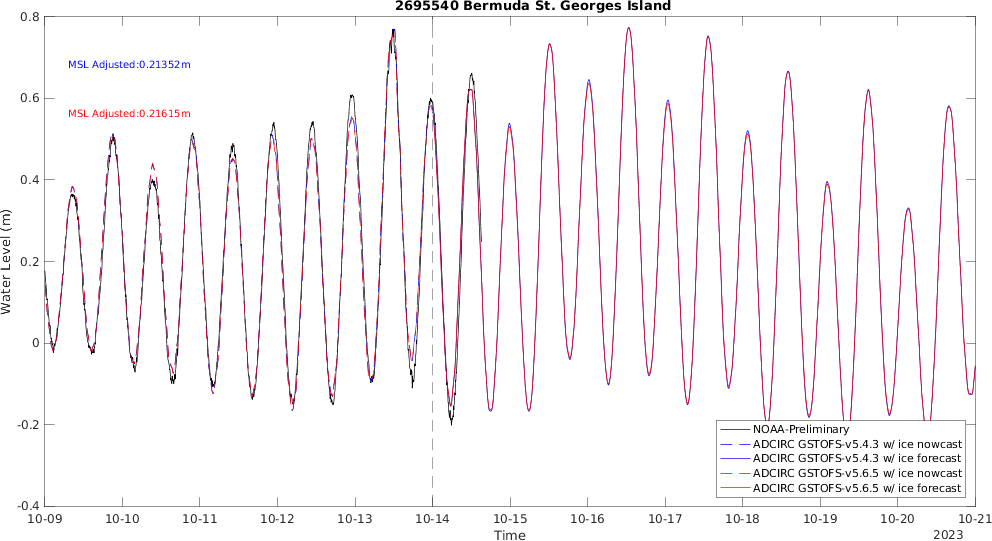 2695540 Bermuda St. Georges Island
MSL Adjusted:0.21352m
MSL Adjusted:0.21615m
Water Level (m)
0.8
0.6
0.4
0.2
0
-0.2
-0.4
NOAA-Preliminary
ADCIRC GSTOFS-v5.4.3 w/ ice nowcast
ADCIRC GSTOFS-v5.4.3 w/ ice forecast
ADCIRC GSTOFS-v5.6.5 w/ ice nowcast
ADCIRC GSTOFS-v5.6.5 w/ ice forecast
10-09 10-10 10-11 10-12 10-13 10-14 10-15 10-16 10-17 10-18 10-19 10-20 10-21
Time
2023